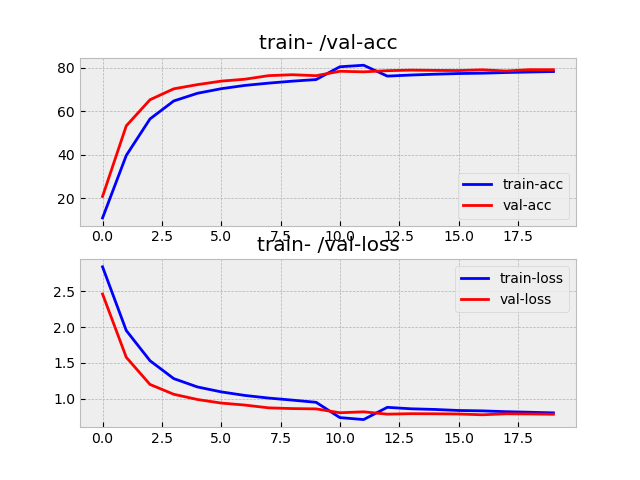 train- /val-acc
80
60
40
20
train-acc
val-acc
0.0 2.5 5.0 7.5 10.0 12.5 15.0 17.5
train- /val-loss
2.5
2.0
1.5
1.0
train-loss
val-loss
0.0 2.5 5.0 7.5 10.0 12.5 15.0 17.5